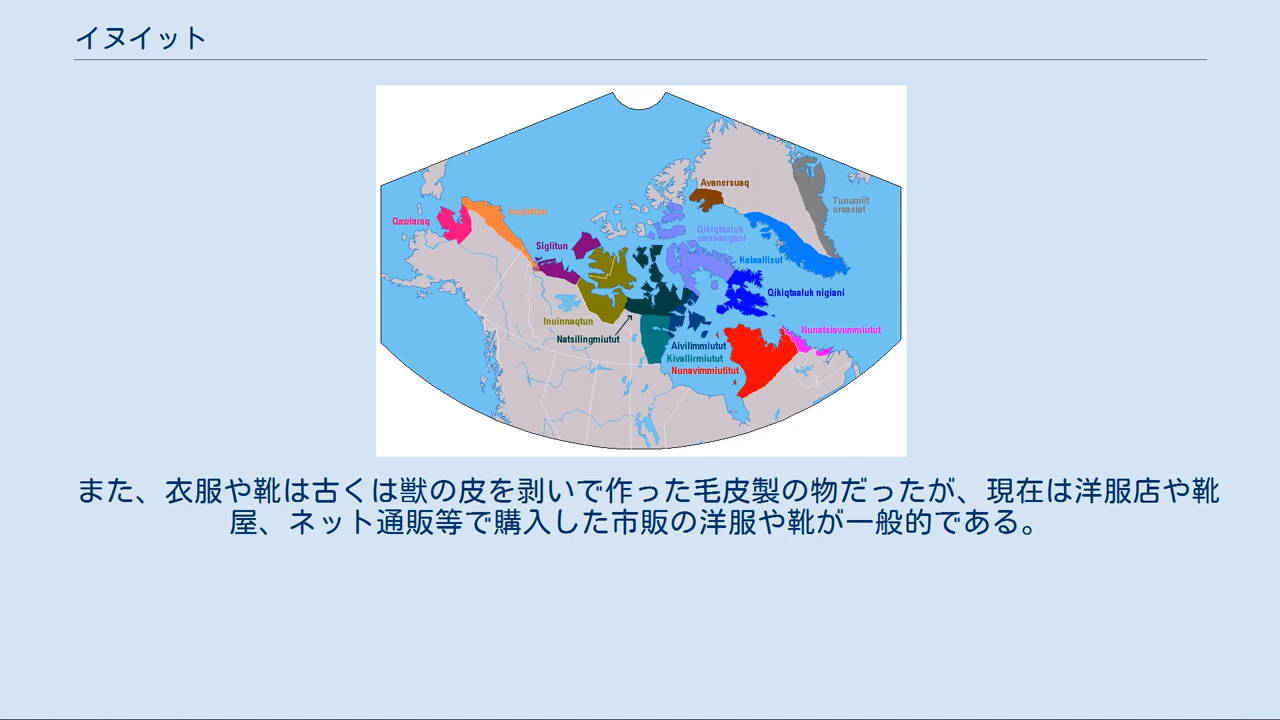 イヌイット
Avanersuaq
Tunumiit
oraasiat
Qawiaraq
Inupiatun
Qikiqtaaluk
uannangani
Siglitun
Kalaallisut
Qikiqtaaluk nigiani
Inuinnaqtun
Nunatsiavummiutut
Natsilingmiutut
Aivilimmiutut
Kivallirmiutut
Nunavimmiutitut
また、衣服や靴は古くは獣の皮を剥いで作った毛皮製の物だったが、現在は洋服店や靴
屋、ネット通販等で購入した市販の洋服や靴が一般的である。